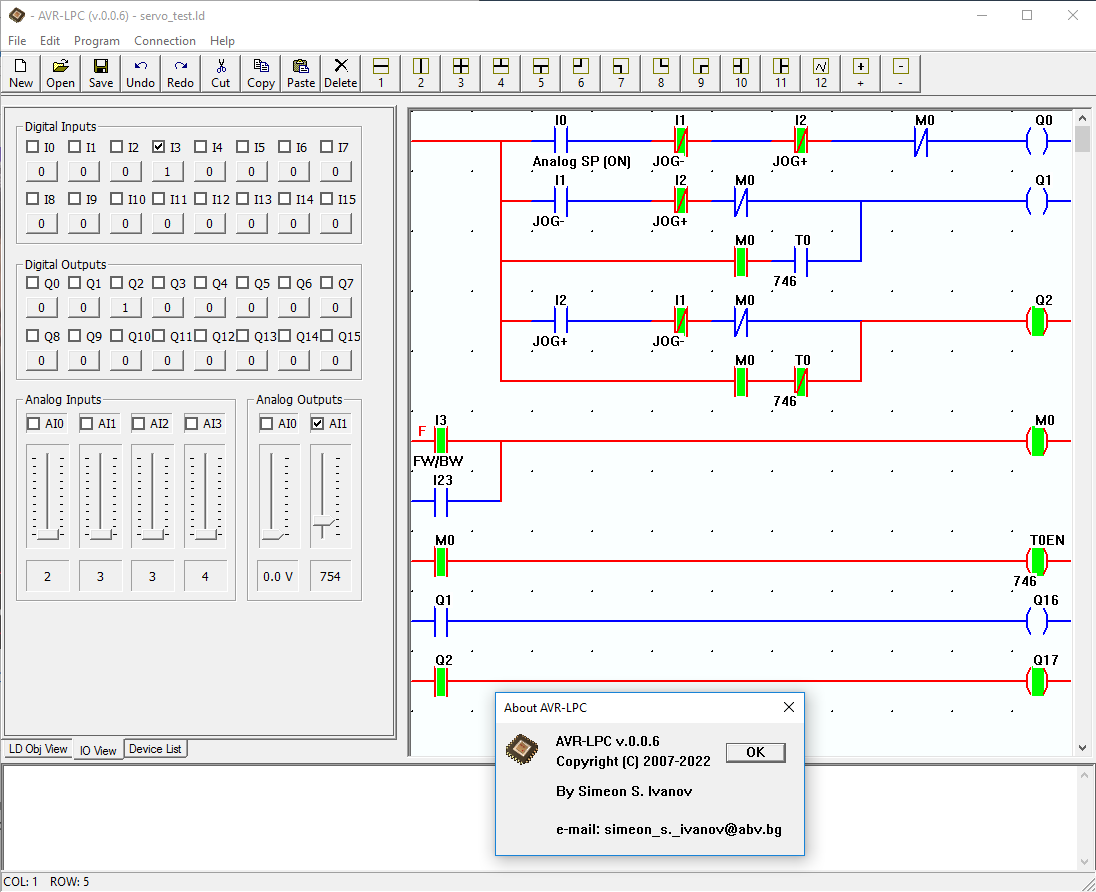 - AVR-LPC (v.0.0.6) - servo_test.ld
File Edit Program Connection Help
New Open Save Undo Redo Cut Copy Paste Delete 1 2 3 4 5 6 7 8 9 10 11 12 + -
Digital Inputs
I0 I1 I2 I3 I4 I5 I6 I7
0 0 0 1 0 0 0 0
I8 I9 I10 I11 I12 I13 I14 I15
0 0 0 0 0 0 0 0
Digital Outputs
Q0 Q1 Q2 Q3 Q4 Q5 Q6 Q7
0 0 1 0 0 0 0 0
Q8 Q9 Q10 Q11 Q12 Q13 Q14 Q15
0 0 0 0 0 0 0 0
Analog Inputs
AI0 AI1 AI2 AI3
2 3 3 4
Analog Outputs
AI0 AI1
0.0 V 754
LD Obj View IO View Device List
I0 I1 I2 M0 Q0
Analog SP (ON) JOG- JOG+
I1 I2 M0 Q1
JOG- JOG+
M0 T0
746
I2 I1 M0 Q2
JOG+ JOG-
M0 T0
746
I3 M0
F
FW/BW
I23
M0 T0EN
746
Q1 Q16
Q2 Q17
About AVR-LPC
AVR-LPC v.0.0.6
Copyright (C) 2007-2022
OK
By Simeon S. Ivanov
e-mail: simeon_s._ivanov@abv.bg
COL: 1 ROW: 5